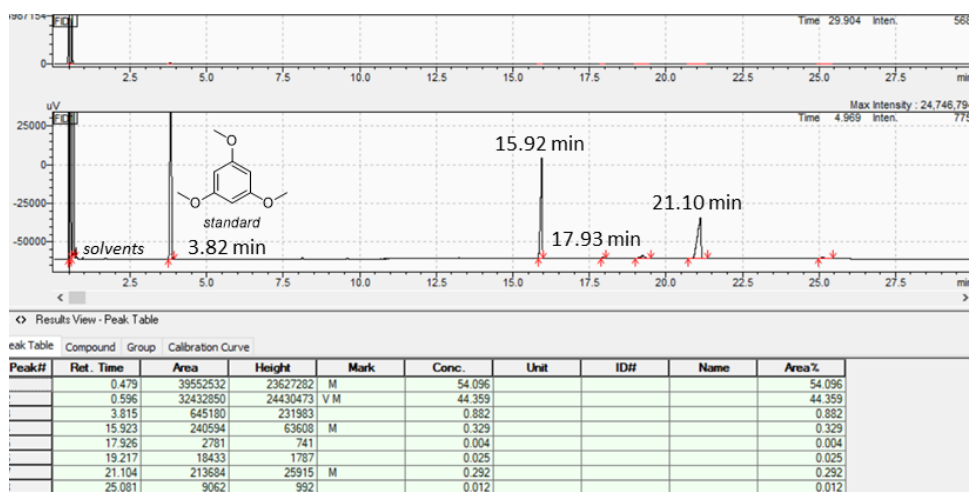 FID
Time 29.904 Inten.
0
2.5 5.0 7.5 10.0 12.5 15.0 17.5 20.0 22.5 25.0 27.5 min
uV
Max Intensity : 24,746,794
FID
Time 4.969 Inten.
25000
0
-25000
-50000
O
O O
standard
solvents
3.82 min
15.92 min
17.93 min
21.10 min
2.5 5.0 7.5 10.0 12.5 15.0 17.5 20.0 22.5 25.0 27.5
Results View - Peak Table
Peak Table Compound Group Calibration Curve
Peak# Ret. Time Area Height Mark Conc. Unit ID# Name Area%
0.479 39552532 23627282 M 54.096 54.096
0.596 32432850 24430473 V M 44.359 44.359
3.815 645180 231983 0.882 0.882
15.923 240594 63608 M 0.329 0.329
17.926 2781 741 0.004 0.004
19.217 18433 1787 0.025 0.025
21.104 213684 25915 M 0.292 0.292
25.081 9062 992 0.012 0.012